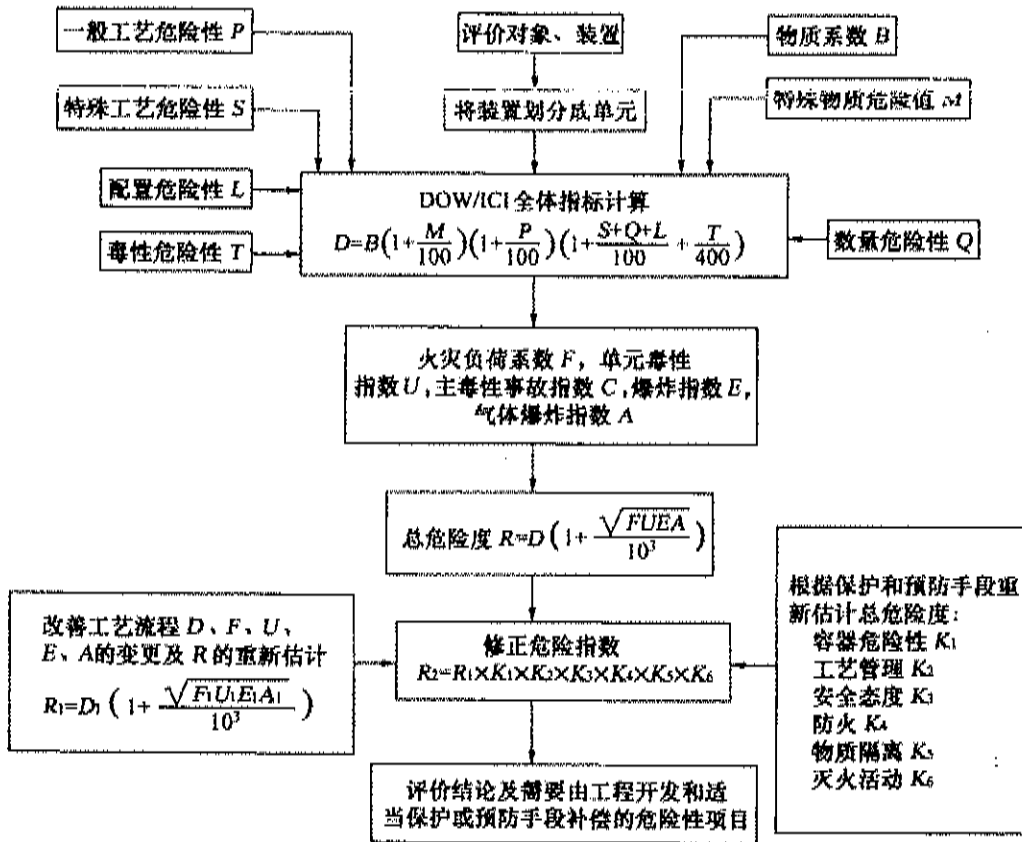 一般工艺危险性 P
评价对象、装置
物质系数 B
特殊工艺危险性 S
将装置划分成单元
特殊物质危险值 M
配置危险性 L
毒性危险性 T
DOW/ICI 全体指标计算
D=B(1+M/100)(1+P/100)(1+(S+Q+L)/100+T/400)
数量危险性 Q
火灾负荷系数 F，单元毒性
指数 U，主毒性事故指数 C，爆炸指数 E，
气体爆炸指数 A
总危险度 R=D(1+√FUEA/10³)
改善工艺流程 D、F、U、
E、A的变更及 R 的重新估计
R₁=D₁(1+√F₁U₁E₁A₁/10³)
修正危险指数
R₂=R₁×K₁×K₂×K₃×K₄×K₅×K₆
根据保护和预防手段重
新估计总危险度：
容器危险性 K₁
工艺管理 K₂
安全态度 K₃
防火 K₄
物质隔离 K₅
灭火活动 K₆
评价结论及需要由工程开发和适
当保护或预防手段补偿的危险性项目